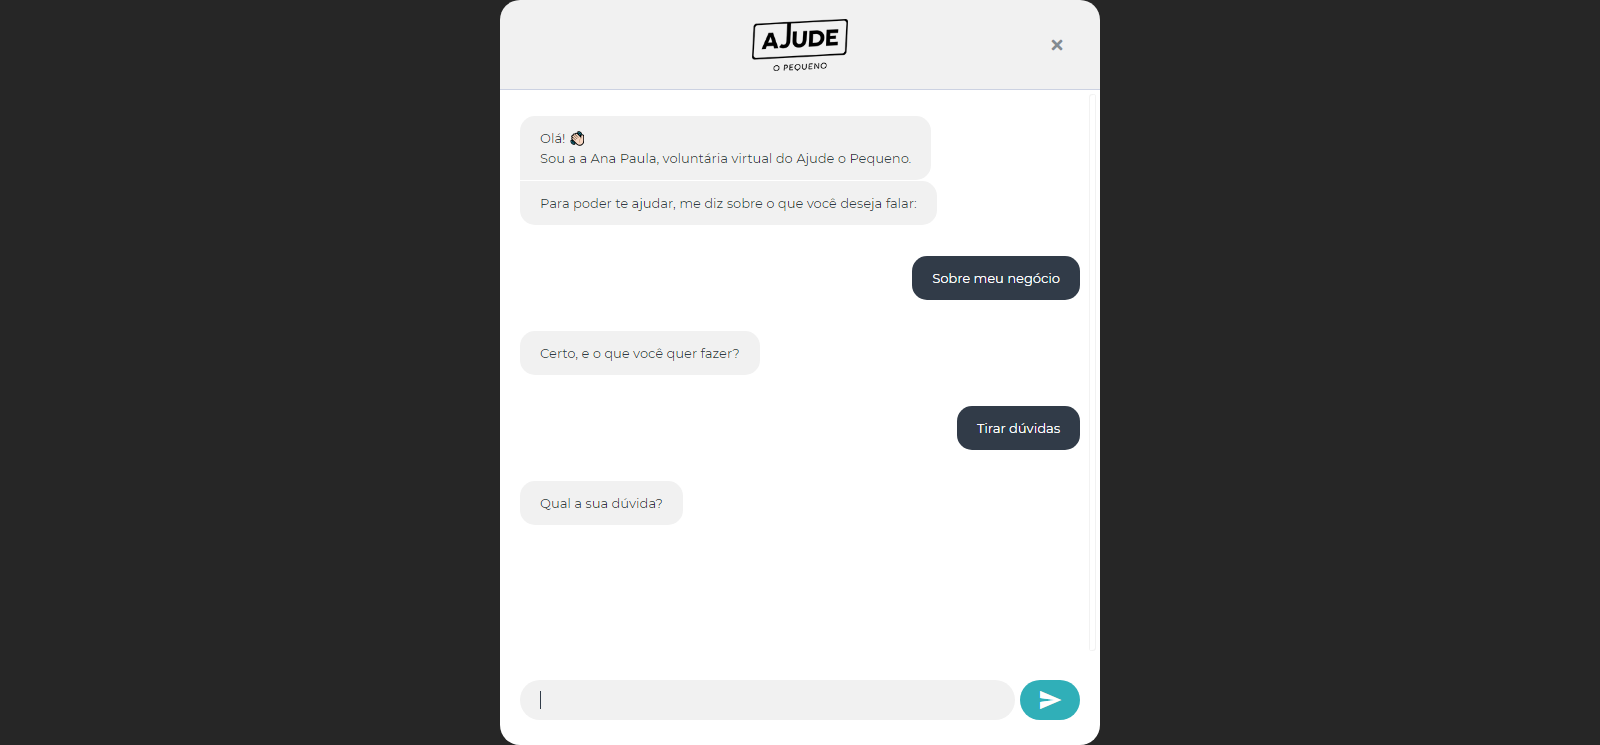 AJUDE
O PEQUENO
Olá! 👋🏻
Sou a a Ana Paula, voluntária virtual do Ajude o Pequeno.
Para poder te ajudar, me diz sobre o que você deseja falar:
Sobre meu negócio
Certo, e o que você quer fazer?
Tirar dúvidas
Qual a sua dúvida?